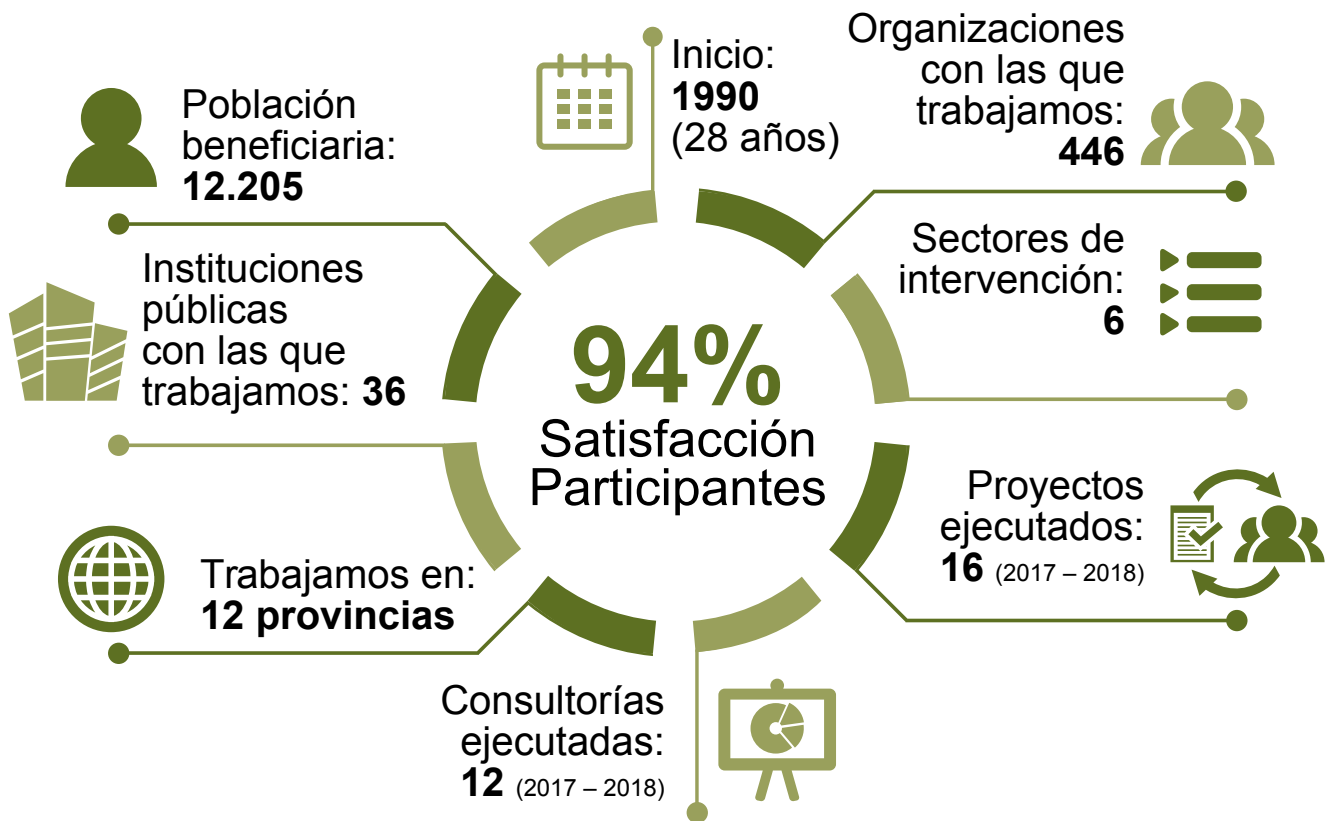 Inicio:
1990
(28 años)
Organizaciones
con las que
trabajamos:
446
Población
beneficiaria:
12.205
Sectores de
intervención:
6
Instituciones
públicas
con las que
trabajamos: 36
94%
Satisfacción
Participantes
Proyectos
ejecutados:
16 (2017 – 2018)
Trabajamos en:
12 provincias
Consultorías
ejecutadas:
12 (2017 – 2018)